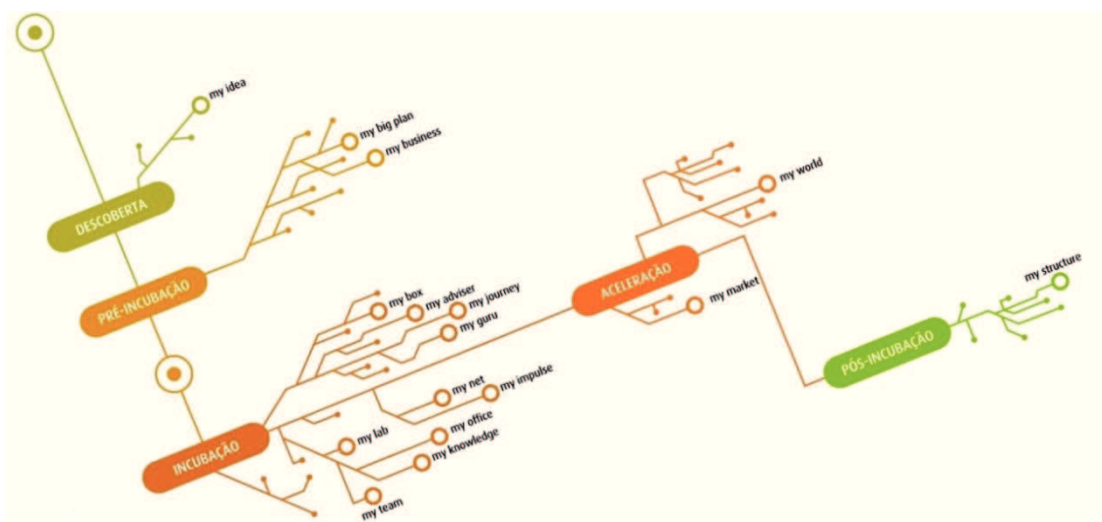 my idea
my big plan
my business
DESCOBERTA
my world
PRÉ-INCUBAÇÃO
ACELERAÇÃO
my market
my structure
my box
my adviser
my journey
my guru
PÓS-INCUBAÇÃO
my net
my impulse
my lab
my office
my knowledge
INCUBAÇÃO
my team